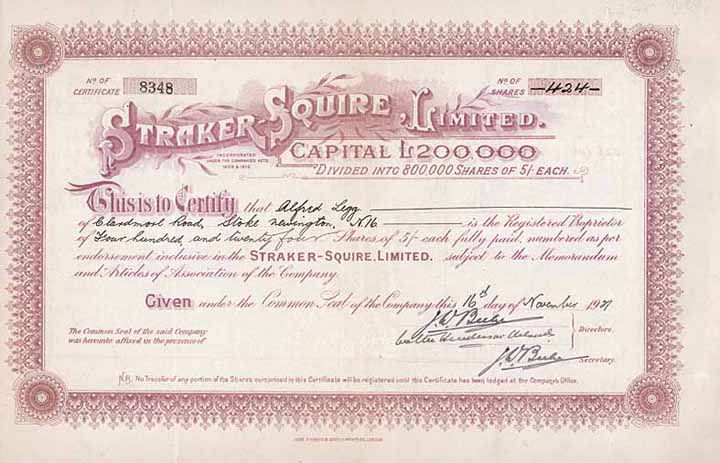 No OF CERTIFICATE 8348
No OF SHARES -424-
STRAKER-SQUIRE, LIMITED.
INCORPORATED UNDER THE COMPANIES ACTS
CAPITAL £200,000
DIVIDED INTO 800,000 SHARES OF 5/- EACH.
This is to Certify that Alfred Legg
of Road, Stoke Newington, N16 is the Registered Proprietor
of Four hundred and twenty four Shares of 5/- each fully paid, numbered as per
endorsement inclusive in the STRAKER-SQUIRE, LIMITED. subject to the Memorandum
and Articles of Association of the Company.
Given under the Common Seal of the Company this 16th day of November 1921
The Common Seal of the said Company
was hereunto affixed in the presence of
Directors.
Secretary.
N.B. No Transfer of any portion of the Shares comprised in this Certificate will be registered until this Certificate has been lodged at the Company's Office.